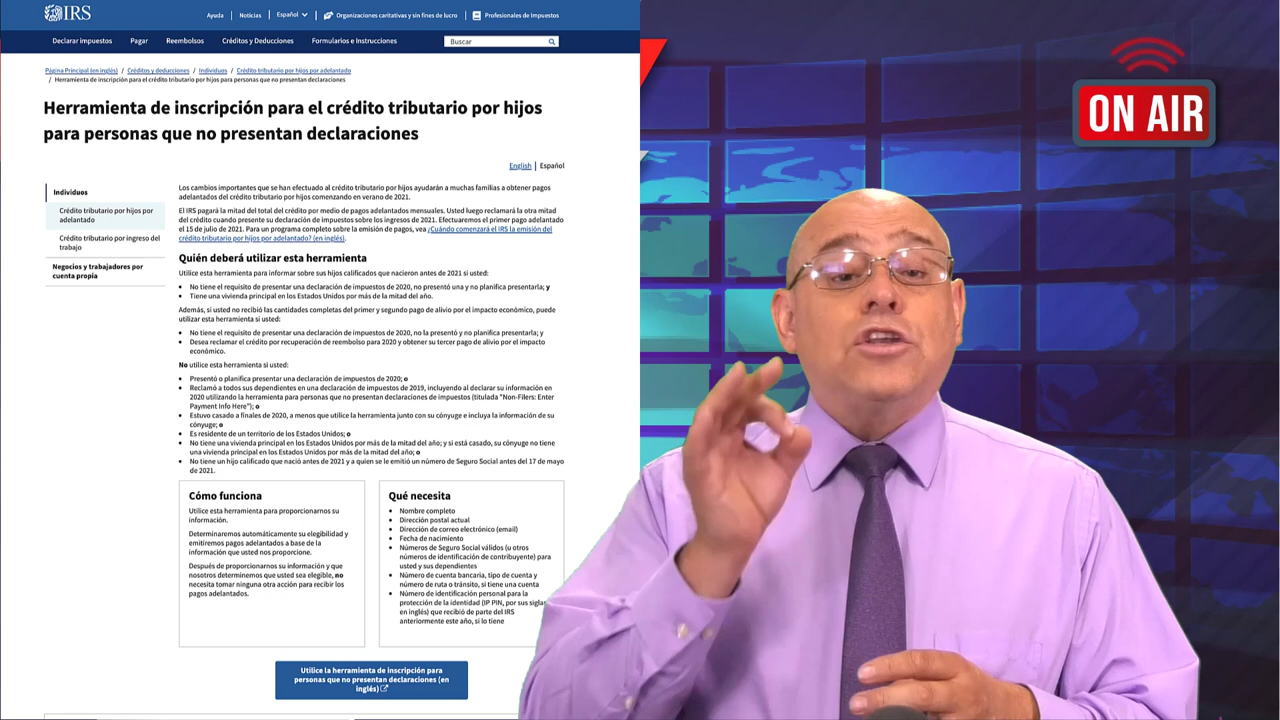 IRS
Ayuda
Noticias
Español
Organizaciones caritativas y sin fines de lucro
Profesionales de Impuestos
Declarar impuestos
Pagar
Reembolsos
Créditos y Deducciones
Formularios e Instrucciones
Buscar
Página Principal (en inglés) / Créditos y deducciones / Individuos / Crédito tributario por hijos por adelantado
/ Herramienta de inscripción para el crédito tributario por hijos para personas que no presentan declaraciones
Herramienta de inscripción para el crédito tributario por hijos
para personas que no presentan declaraciones
English | Español
Individuos
Crédito tributario por hijos por
adelantado
Crédito tributario por ingreso del
trabajo
Negocios y trabajadores por
cuenta propia
Los cambios importantes que se han efectuado al crédito tributario por hijos ayudarán a muchas familias a obtener pagos
adelantados del crédito tributario por hijos comenzando en verano de 2021.
El IRS pagará la mitad del total del crédito por medio de pagos adelantados mensuales. Usted luego reclamará la otra mitad
del crédito cuando presente su declaración de impuestos sobre los ingresos de 2021. Efectuaremos el primer pago adelantado
el 15 de julio de 2021. Para un programa completo sobre la emisión de pagos, vea ¿Cuándo comenzará el IRS la emisión del
crédito tributario por hijos por adelantado? (en inglés).
Quién deberá utilizar esta herramienta
Utilice esta herramienta para informar sobre sus hijos calificados que nacieron antes de 2021 si usted:
• No tiene el requisito de presentar una declaración de impuestos de 2020, no presentó una y no planifica presentarla; y
• Tiene una vivienda principal en los Estados Unidos por más de la mitad del año.
Además, si usted no recibió las cantidades completas del primer y segundo pago de alivio por el impacto económico, puede
utilizar esta herramienta si usted:
• No tiene el requisito de presentar una declaración de impuestos de 2020, no la presentó y no planifica presentarla; y
• Desea reclamar el crédito por recuperación de reembolso para 2020 y obtener su tercer pago de alivio por el impacto
económico.
No utilice esta herramienta si usted:
• Presentó o planifica presentar una declaración de impuestos de 2020; o
• Reclamó a todos sus dependientes en una declaración de impuestos de 2019, incluyendo al declarar su información en
2020 utilizando la herramienta para personas que no presentan declaraciones de impuestos (titulada "Non-Filers: Enter
Payment Info Here"); o
• Estuvo casado a finales de 2020, a menos que utilice la herramienta junto con su cónyuge e incluya la información de su
cónyuge; o
• Es residente de un territorio de los Estados Unidos; o
• No tiene una vivienda principal en los Estados Unidos por más de la mitad del año; y si está casado, su cónyuge no tiene
una vivienda principal en los Estados Unidos por más de la mitad del año; o
• No tiene un hijo calificado que nació antes de 2021 y a quien se le emitió un número de Seguro Social antes del 17 de mayo
de 2021.
Cómo funciona
Utilice esta herramienta para proporcionarnos su
información.
Determinaremos automáticamente su elegibilidad y
emitiremos pagos adelantados a base de la
información que usted nos proporcione.
Después de proporcionarnos su información y que
nosotros determinemos que usted sea elegible, no
necesita tomar ninguna otra acción para recibir los
pagos adelantados.
Qué necesita
• Nombre completo
• Dirección postal actual
• Dirección de correo electrónico (email)
• Fecha de nacimiento
• Números de Seguro Social válidos (u otros
números de identificación de contribuyente) para
usted y sus dependientes
• Número de cuenta bancaria, tipo de cuenta y
número de ruta o tránsito, si tiene una cuenta
• Número de identificación personal para la
protección de la identidad (IP PIN, por sus siglas
en inglés) que recibió de parte del IRS
anteriormente este año, si lo tiene
Utilice la herramienta de inscripción para
personas que no presentan declaraciones (en
inglés)
ON AIR